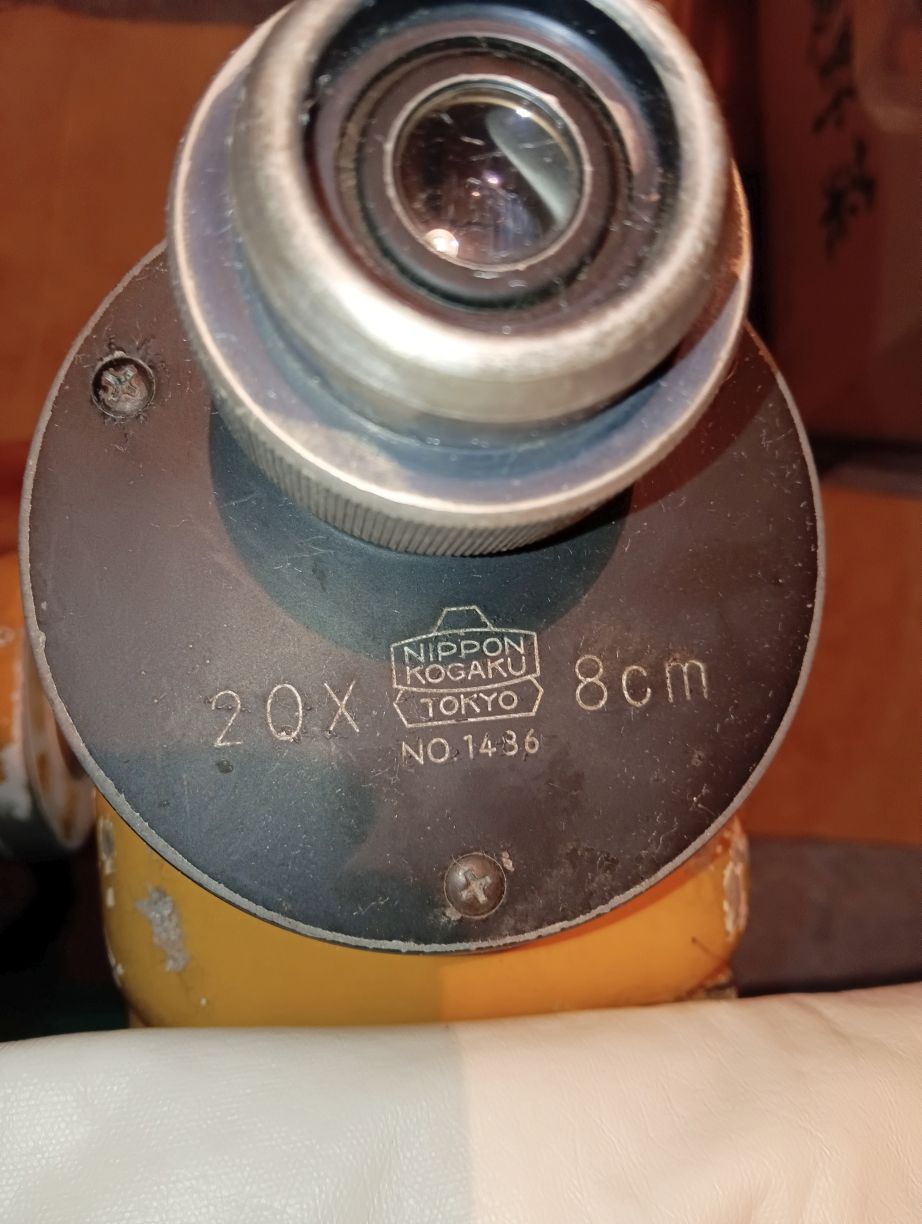 NIPPON
KOGAKU
TOKYO
20X 8cm
NO.1436